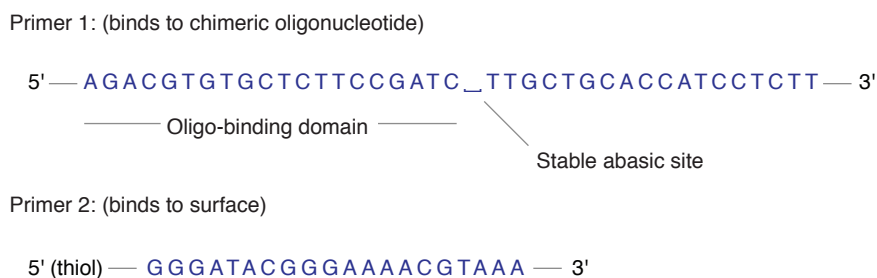 Primer 1: (binds to chimeric oligonucleotide)
5' AGACGTGTGCTCTTCCGATC_TTGCTGCACCATCCTCTT 3'
Oligo-binding domain
Stable abasic site
Primer 2: (binds to surface)
5' (thiol) GGGATACGGGAAAACGTAAA 3'